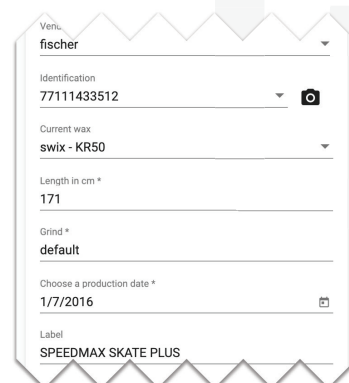 fischer
Identification
77111433512
Current wax
swix - KR50
Length in cm *
171
Grind *
default
Choose a production date *
1/7/2016
Label
SPEEDMAX SKATE PLUS